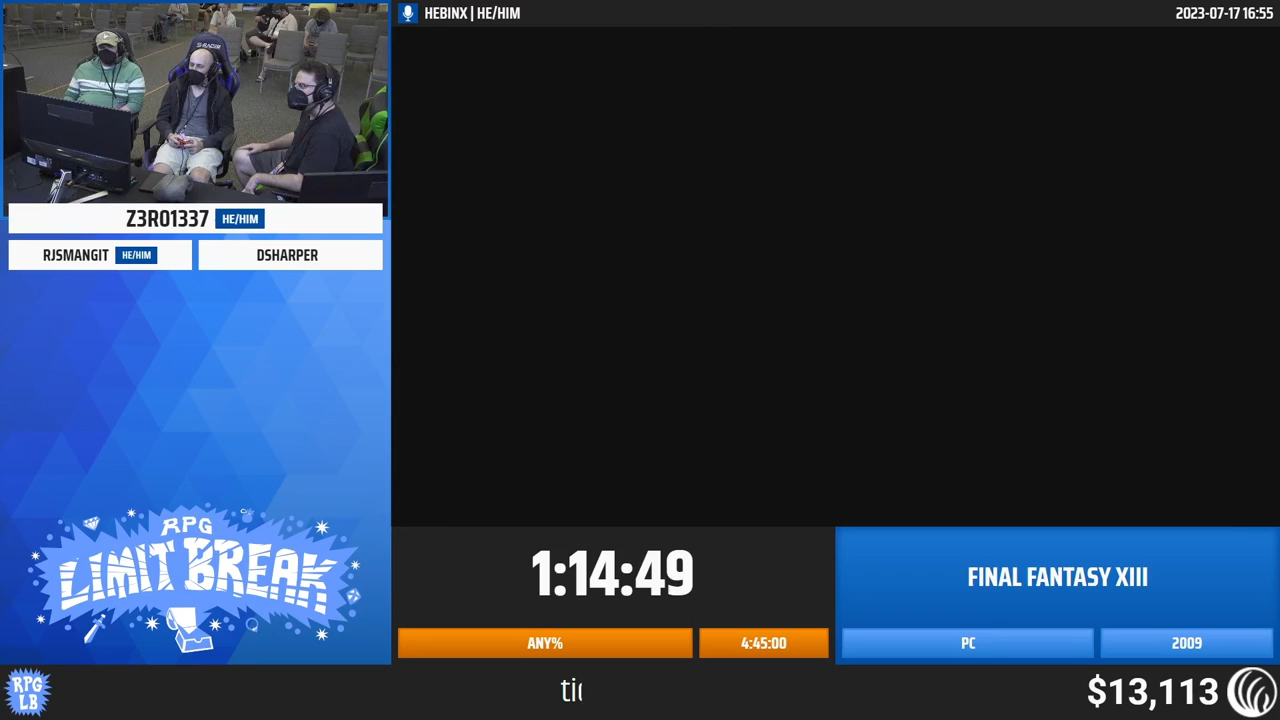 HEBINX | HE/HIM
2023-07-17 16:55
Z3R01337 HE/HIM
RJSMANGIT HE/HIM
DSHARPER
RPG
LIMIT BREAK
1:14:49
FINAL FANTASY XIII
ANY%
4:45:00
PC
2009
RPG
LB
$13,113